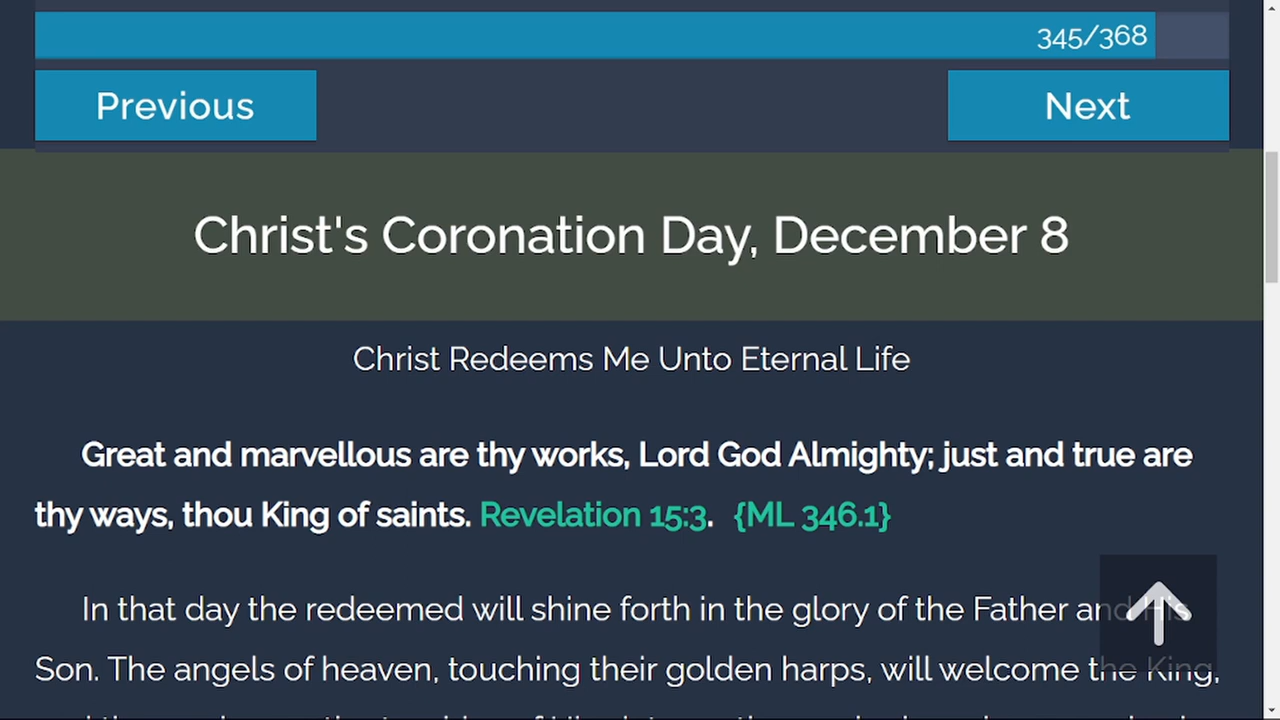 345/368
Previous
Next
Christ's Coronation Day, December 8
Christ Redeems Me Unto Eternal Life
Great and marvellous are thy works, Lord God Almighty; just and true are
thy ways, thou King of saints. Revelation 15:3. {ML 346.1}
In that day the redeemed will shine forth in the glory of the Father and His
Son. The angels of heaven, touching their golden harps, will welcome the King,